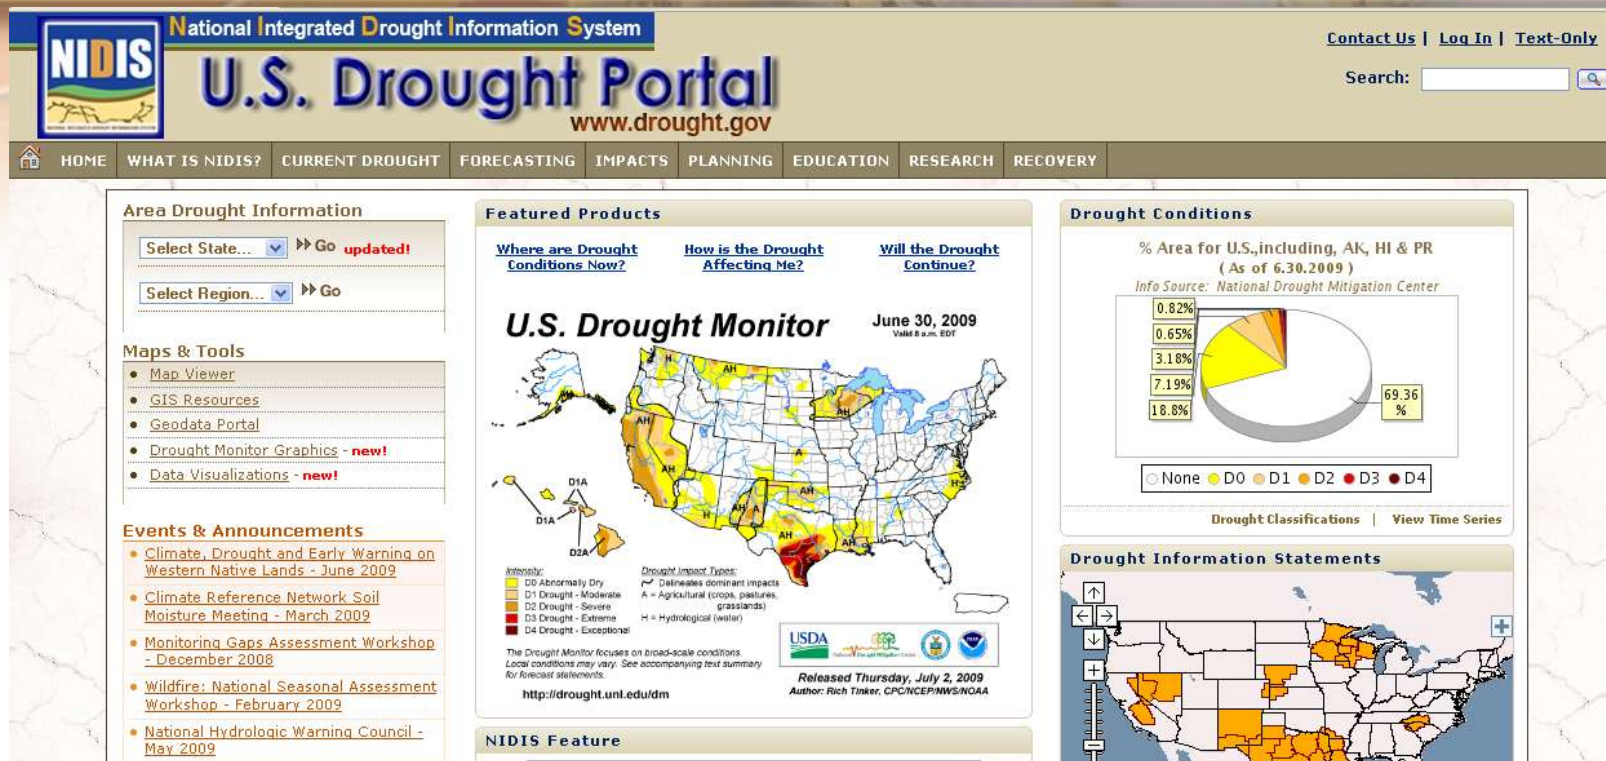 National Integrated Drought Information System
NIDIS
U.S. Drought Portal
www.drought.gov
Contact Us | Log In | Text-Only
Search:
HOME
WHAT IS NIDIS?
CURRENT DROUGHT
FORECASTING
IMPACTS
PLANNING
EDUCATION
RESEARCH
RECOVERY
Area Drought Information
Select State... Go updated!
Select Region... Go
Maps & Tools
Map Viewer
GIS Resources
Geodata Portal
Drought Monitor Graphics - new!
Data Visualizations - new!
Events & Announcements
Climate, Drought and Early Warning on
Western Native Lands - June 2009
Climate Reference Network Soil
Moisture Meeting - March 2009
Monitoring Gaps Assessment Workshop
- December 2008
Wildfire: National Seasonal Assessment
Workshop - February 2009
National Hydrologic Warning Council -
May 2009
Featured Products
Where are Drought
Conditions Now?
How is the Drought
Affecting Me?
Will the Drought
Continue?
U.S. Drought Monitor
June 30, 2009
Valid 8 a.m. EDT
H
AH
AH
AH
AH
A
H
AH
H
AH
A
AH
AH
AH
D1A
D1A
D2A
Intensity:
D0 Abnormally Dry
D1 Drought - Moderate
D2 Drought - Severe
D3 Drought - Extreme
D4 Drought - Exceptional
Drought Impact Types:
Delineates dominant impacts
A = Agricultural (crops, pastures,
grasslands)
H = Hydrological (water)
The Drought Monitor focuses on broad-scale conditions.
Local conditions may vary. See accompanying text summary
for forecast statements.
http://drought.unl.edu/dm
USDA
Released Thursday, July 2, 2009
Author: Rich Tinker, CPC/NCEP/NWS/NOAA
NIDIS Feature
Drought Conditions
% Area for U.S.,including, AK, HI & PR
( As of 6.30.2009 )
Info Source: National Drought Mitigation Center
0.82%
0.65%
3.18%
7.19%
18.8%
69.36
%
None D0 D1 D2 D3 D4
Drought Classifications | View Time Series
Drought Information Statements